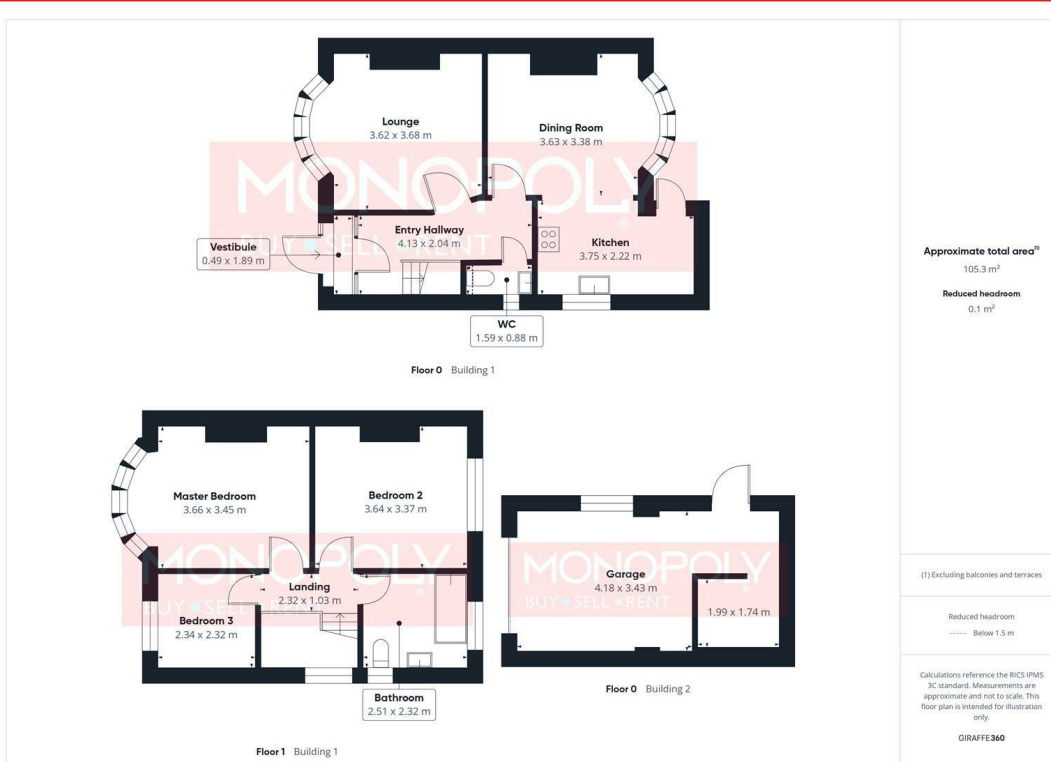 Lounge
3.62 x 3.68 m
Dining Room
3.63 x 3.38 m
MONOPOLY
®
BUY SELL RENT
Entry Hallway
4.13 x 2.04 m
Kitchen
3.75 x 2.22 m
Vestibule
0.49 x 1.89 m
WC
1.59 x 0.88 m
Floor 0 Building 1
Approximate total area(1)
105.3 m²
Reduced headroom
0.1 m²
Master Bedroom
3.66 x 3.45 m
Bedroom 2
3.64 x 3.37 m
MONOPOLY
®
BUY SELL RENT
Landing
2.32 x 1.03 m
Bedroom 3
2.34 x 2.32 m
Bathroom
2.51 x 2.32 m
Floor 1 Building 1
MONOPOLY
®
BUY SELL RENT
Garage
4.18 x 3.43 m
1.99 x 1.74 m
Floor 0 Building 2
(1) Excluding balconies and terraces
Reduced headroom
Below 1.5 m
Calculations reference the RICS IPMS
3C standard. Measurements are
approximate and not to scale. This
floor plan is intended for illustration
only.
GIRAFFE360